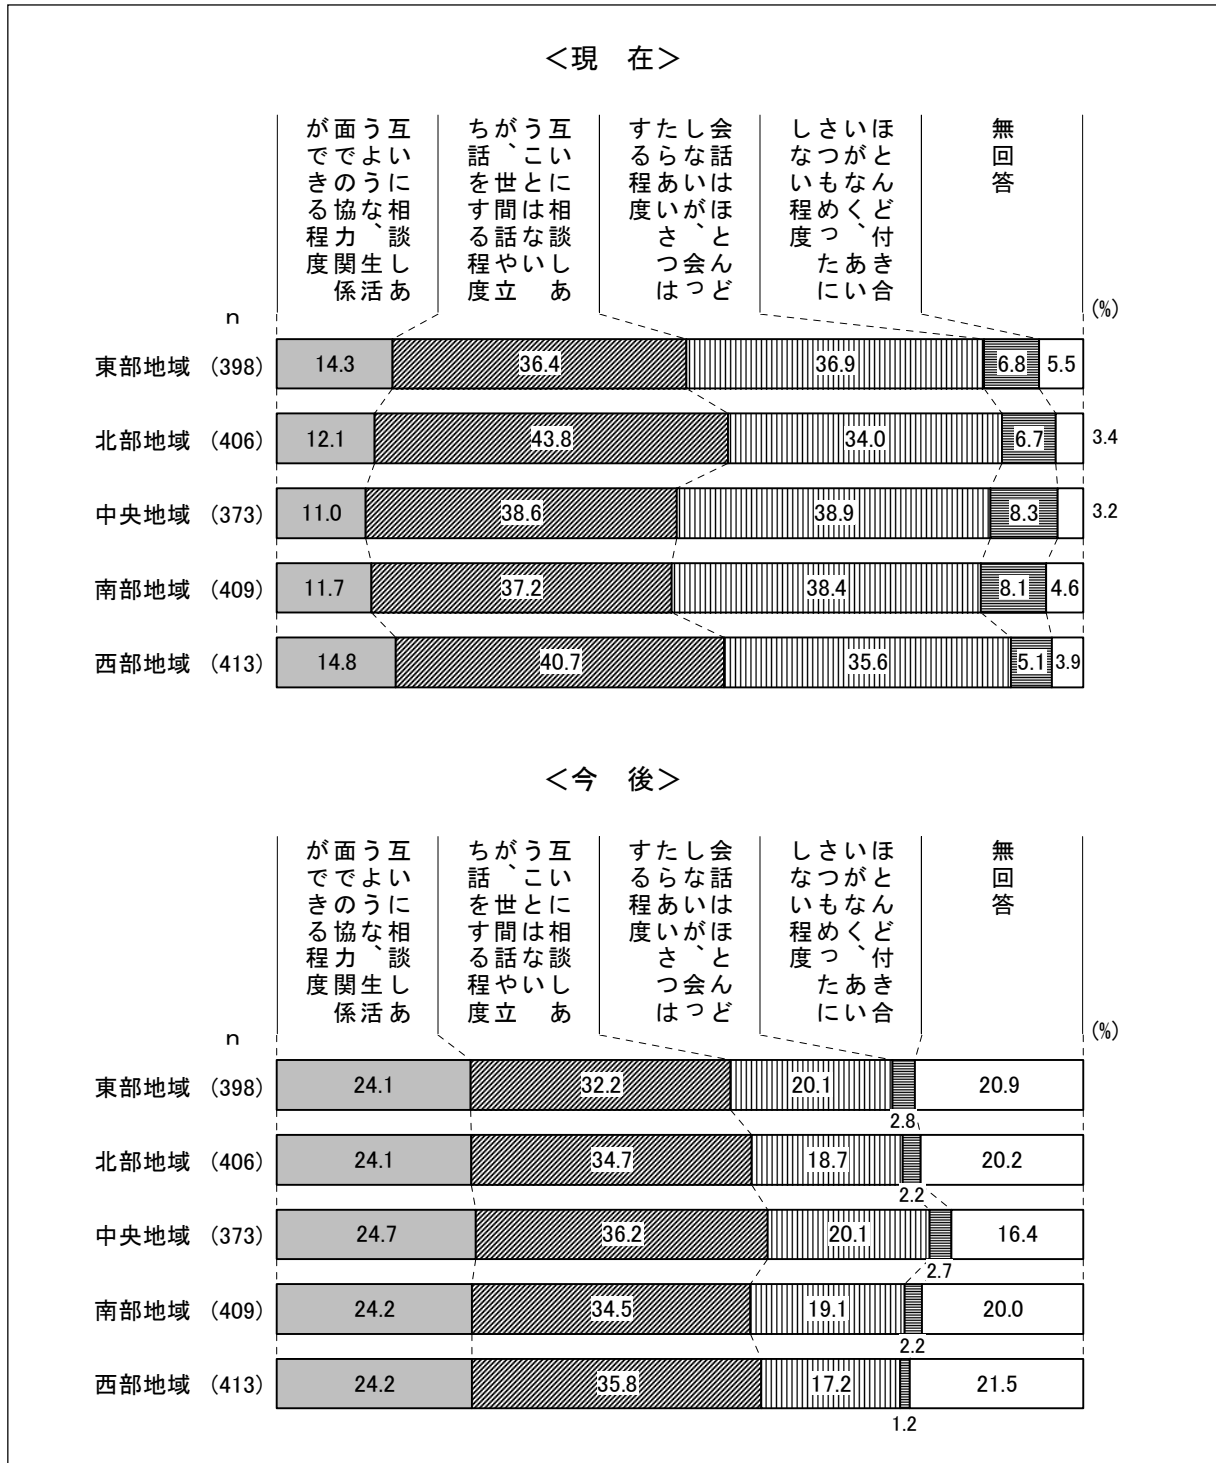 ＜現　在＞
互いに相談しあ
うような、生活
面での協力関係
ができる程度
互いに相談しあ
うことはない
が、世間話や立
ち話をする程度
会話はほとんど
しないが、会っ
たらあいさつは
する程度
ほとんど付き合
いがなく、あい
さつもめったに
しない程度
無回答
n
(%)
東部地域 (398) 14.3 36.4 36.9 6.8 5.5
北部地域 (406) 12.1 43.8 34.0 6.7 3.4
中央地域 (373) 11.0 38.6 38.9 8.3 3.2
南部地域 (409) 11.7 37.2 38.4 8.1 4.6
西部地域 (413) 14.8 40.7 35.6 5.1 3.9
＜今　後＞
互いに相談しあ
うような、生活
面での協力関係
ができる程度
互いに相談しあ
うことはない
が、世間話や立
ち話をする程度
会話はほとんど
しないが、会っ
たらあいさつは
する程度
ほとんど付き合
いがなく、あい
さつもめったに
しない程度
無回答
n
(%)
東部地域 (398) 24.1 32.2 20.1 2.8 20.9
北部地域 (406) 24.1 34.7 18.7 2.2 20.2
中央地域 (373) 24.7 36.2 20.1 2.7 16.4
南部地域 (409) 24.2 34.5 19.1 2.2 20.0
西部地域 (413) 24.2 35.8 17.2 1.2 21.5